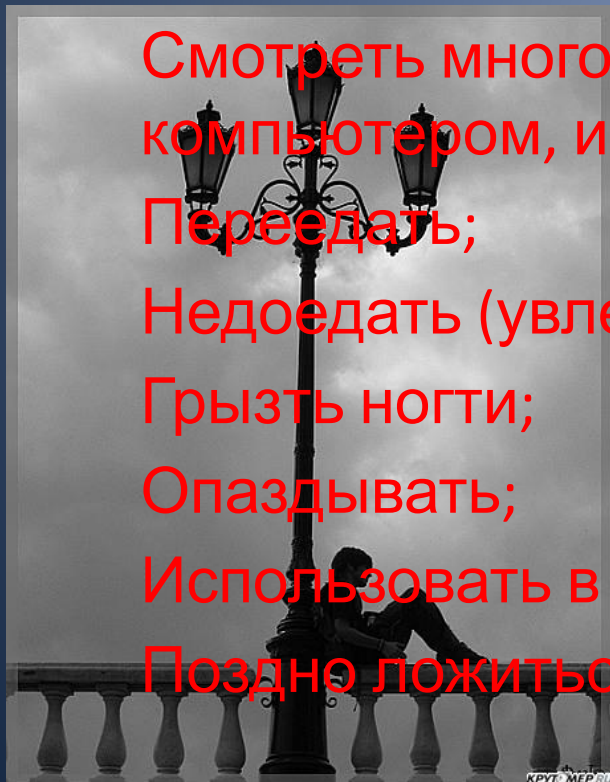 Смотреть много
компьютером, и
Переедать;
Недоедать (увле
Грызть ногти;
Опаздывать;
Использовать в
Поздно ложитьс